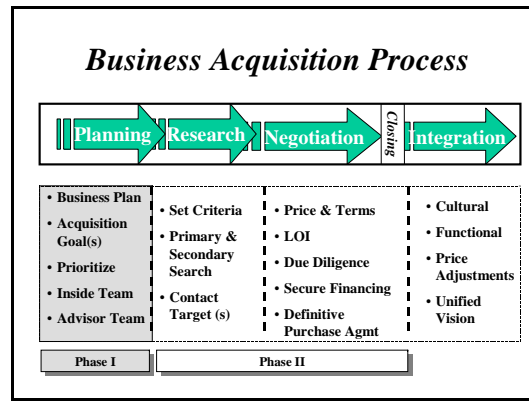 Business Acquisition Process
Planning
Research
Negotiation
Closing
Integration
• Business Plan
• Acquisition
Goal(s)
• Prioritize
• Inside Team
• Advisor Team
• Set Criteria
• Primary &
Secondary
Search
• Contact
Target (s)
• Price & Terms
• LOI
• Due Diligence
• Secure Financing
• Definitive
Purchase Agmt
• Cultural
• Functional
• Price
Adjustments
• Unified
Vision
Phase I
Phase II